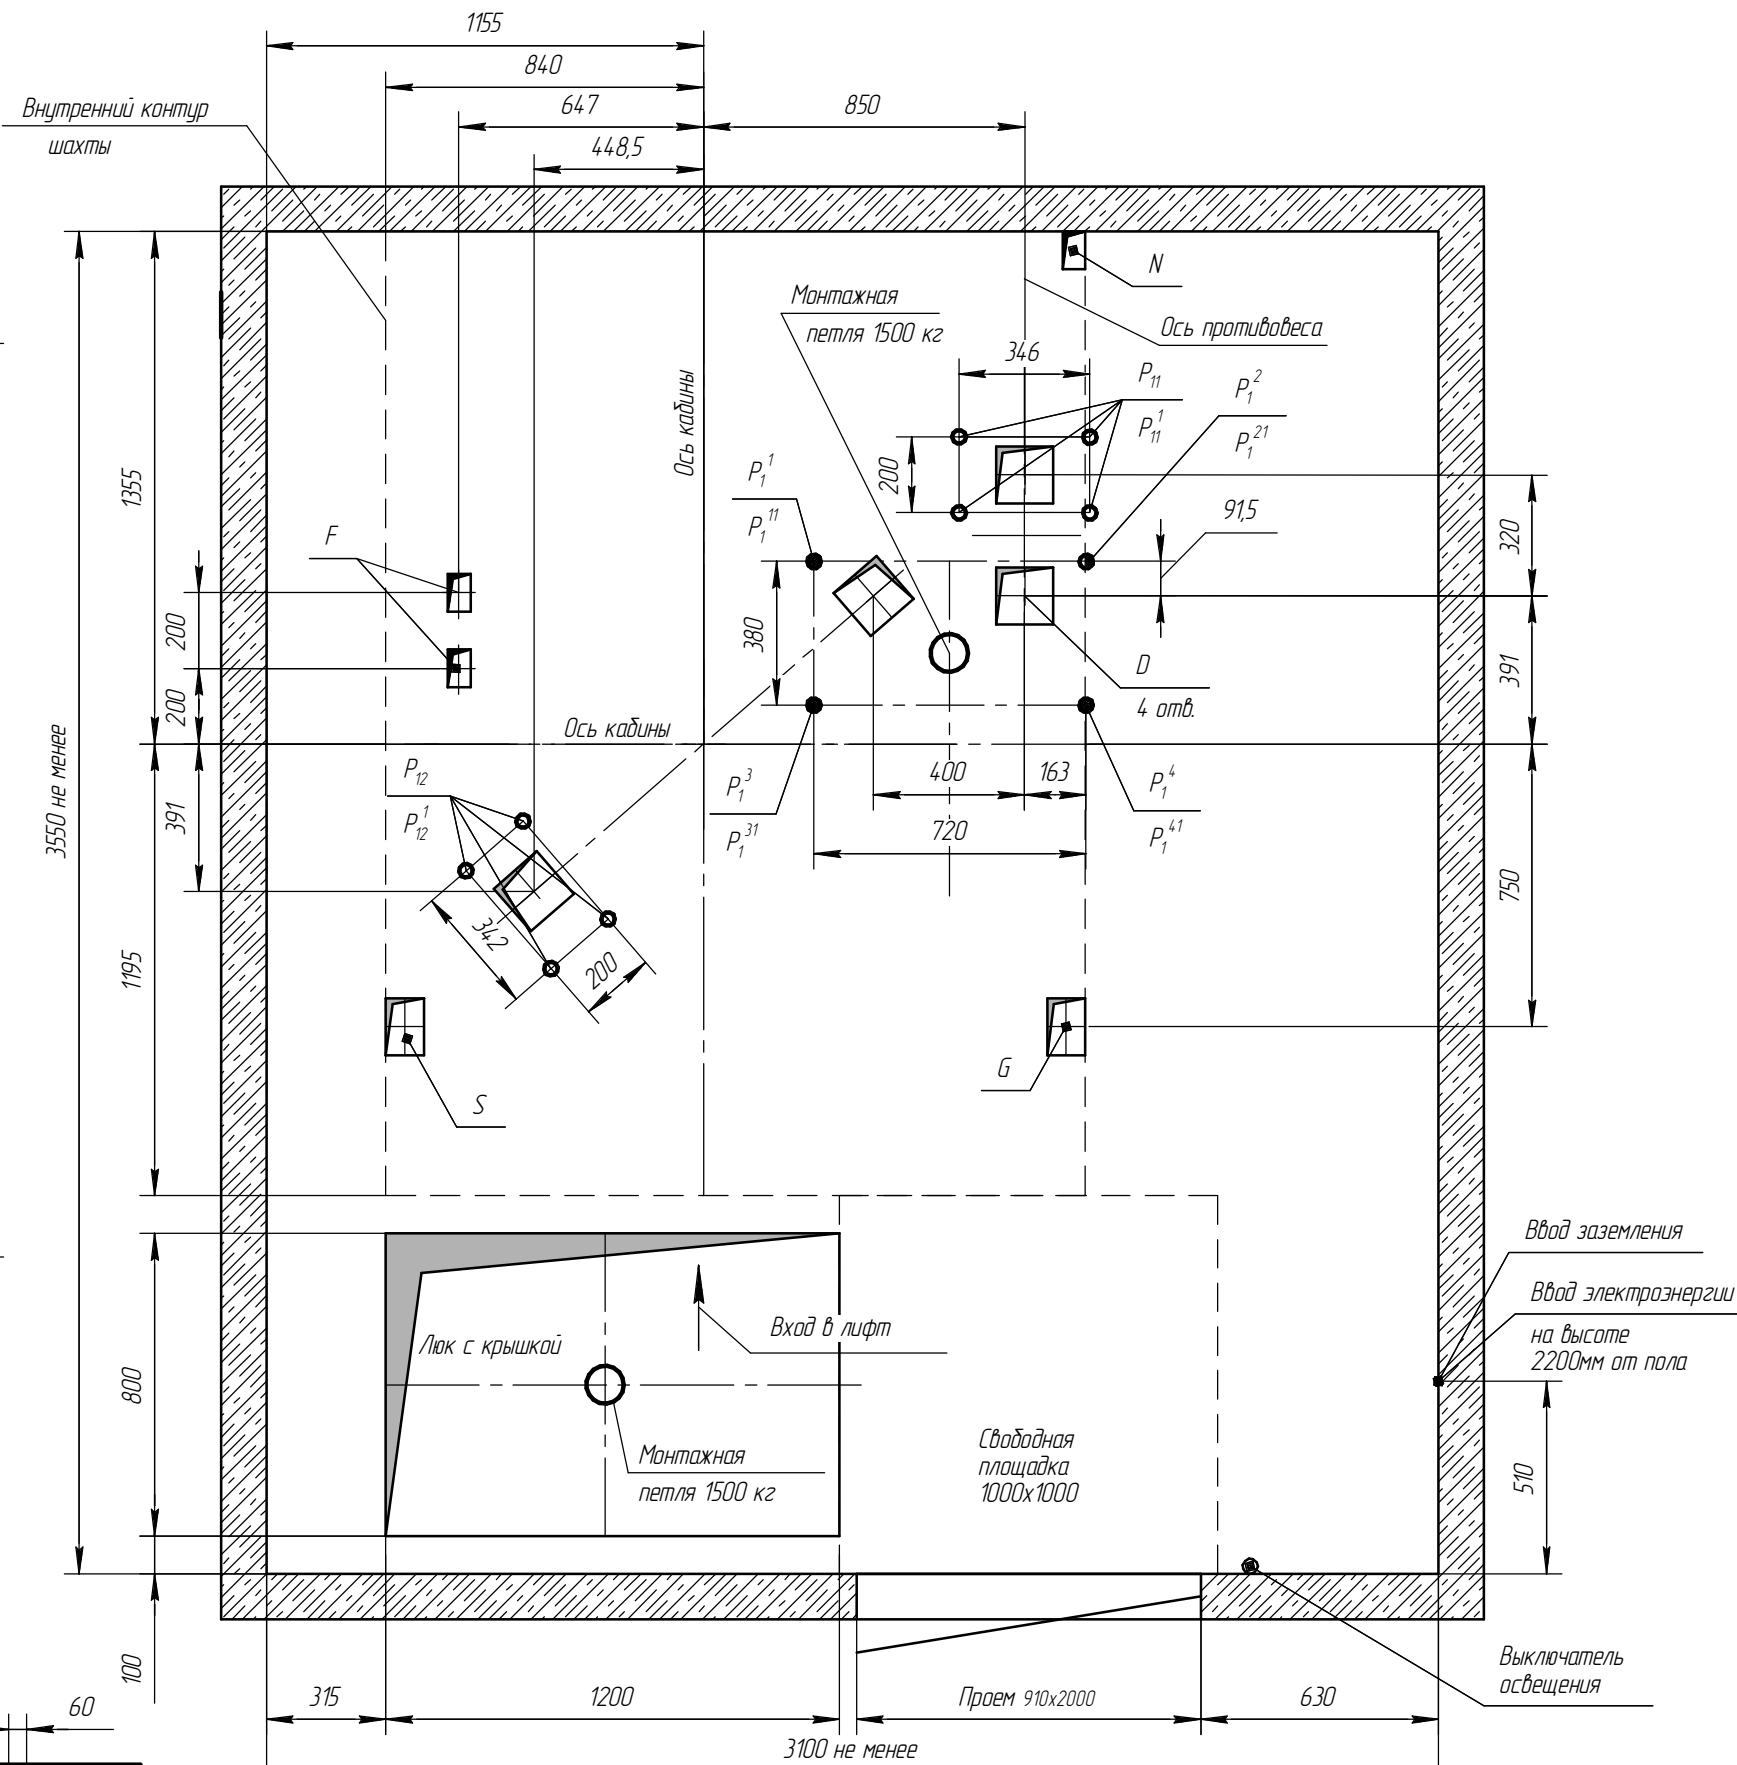 1155
840
Внутренний контур
шахты
647
850
448,5
N
Монтажная
петля 1500 кг
Ось противовеса
346
P₁₁
P₁₁¹
P₁²
P₁²¹
Ось кабины
200
P₁¹
P₁¹¹
91,5
320
1355
F
200
380
D
4 отв.
391
200
Ось кабины
3550 не менее
P₁₂
P₁₂¹
P₁³
P₁³¹
400
163
P₁⁴
P₁⁴¹
720
391
750
342
200
1195
S
G
Ввод заземления
Ввод электроэнергии
на высоте
2200мм от пола
Вход в лифт
Люк с крышкой
800
Монтажная
петля 1500 кг
Свободная
площадка
1000х1000
510
100
Выключатель
освещения
60
315
1200
Проем 910х2000
630
3100 не менее